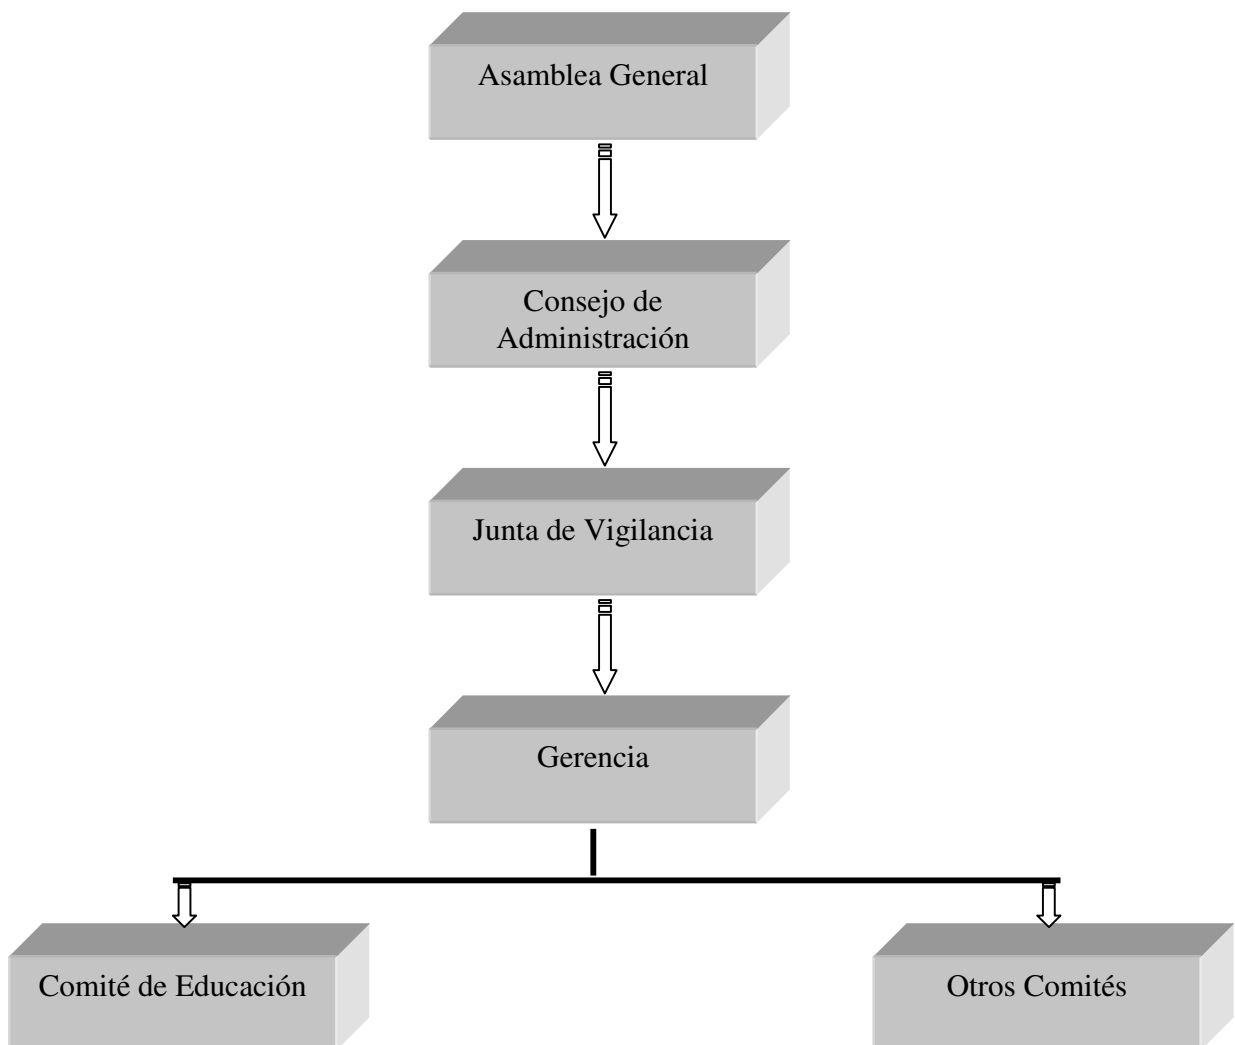 Asamblea General
Consejo de
Administración
Junta de Vigilancia
Gerencia
Comité de Educación
Otros Comités